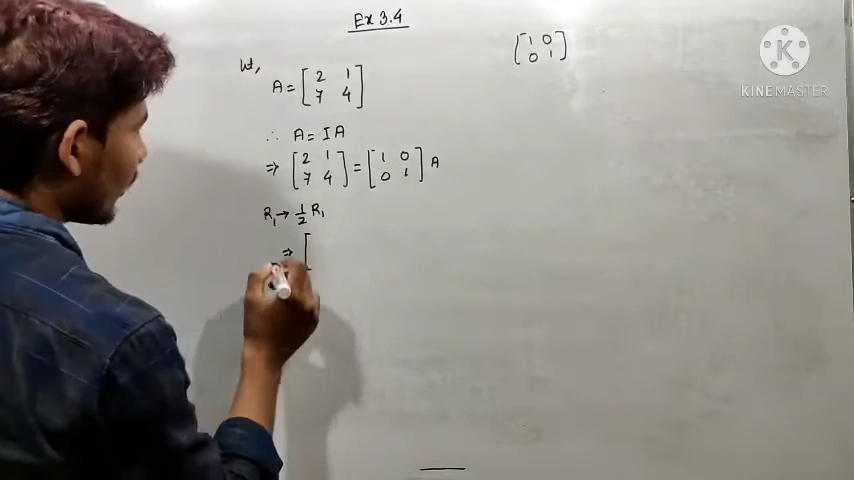 Ex 3.4
let,
A = [ 2 1
7 4 ]
∴ A = I A
⇒ [ 2 1
7 4 ] = [ 1 0
0 1 ] A
R₁ → 1/2 R₁
⇒ [
[ 1 0
0 1 ]
KINEMASTER